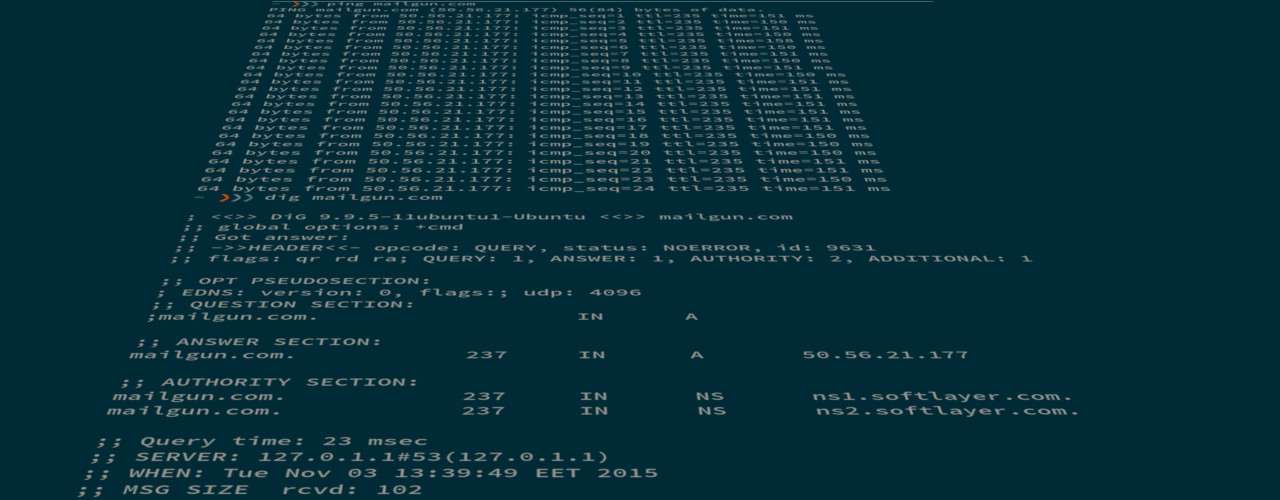 ~ ❯❯❯ ping mailgun.com
PING mailgun.com (50.56.21.177) 56(84) bytes of data.
64 bytes from 50.56.21.177: icmp_seq=1 ttl=235 time=151 ms
64 bytes from 50.56.21.177: icmp_seq=2 ttl=235 time=150 ms
64 bytes from 50.56.21.177: icmp_seq=3 ttl=235 time=151 ms
64 bytes from 50.56.21.177: icmp_seq=4 ttl=235 time=150 ms
64 bytes from 50.56.21.177: icmp_seq=5 ttl=235 time=158 ms
64 bytes from 50.56.21.177: icmp_seq=6 ttl=235 time=150 ms
64 bytes from 50.56.21.177: icmp_seq=7 ttl=235 time=151 ms
64 bytes from 50.56.21.177: icmp_seq=8 ttl=235 time=150 ms
64 bytes from 50.56.21.177: icmp_seq=9 ttl=235 time=151 ms
64 bytes from 50.56.21.177: icmp_seq=10 ttl=235 time=150 ms
64 bytes from 50.56.21.177: icmp_seq=11 ttl=235 time=151 ms
64 bytes from 50.56.21.177: icmp_seq=12 ttl=235 time=150 ms
64 bytes from 50.56.21.177: icmp_seq=13 ttl=235 time=151 ms
64 bytes from 50.56.21.177: icmp_seq=14 ttl=235 time=151 ms
64 bytes from 50.56.21.177: icmp_seq=15 ttl=235 time=151 ms
64 bytes from 50.56.21.177: icmp_seq=16 ttl=235 time=151 ms
64 bytes from 50.56.21.177: icmp_seq=17 ttl=235 time=151 ms
64 bytes from 50.56.21.177: icmp_seq=18 ttl=235 time=150 ms
64 bytes from 50.56.21.177: icmp_seq=19 ttl=235 time=150 ms
64 bytes from 50.56.21.177: icmp_seq=20 ttl=235 time=150 ms
64 bytes from 50.56.21.177: icmp_seq=21 ttl=235 time=151 ms
64 bytes from 50.56.21.177: icmp_seq=22 ttl=235 time=151 ms
64 bytes from 50.56.21.177: icmp_seq=23 ttl=235 time=150 ms
64 bytes from 50.56.21.177: icmp_seq=24 ttl=235 time=151 ms
~ ❯❯❯ dig mailgun.com
; <<>> DiG 9.9.5-11ubuntu1-Ubuntu <<>> mailgun.com
;; global options: +cmd
;; Got answer:
;; ->>HEADER<<- opcode: QUERY, status: NOERROR, id: 9631
;; flags: qr rd ra; QUERY: 1, ANSWER: 1, AUTHORITY: 2, ADDITIONAL: 1
;; OPT PSEUDOSECTION:
; EDNS: version: 0, flags:; udp: 4096
;; QUESTION SECTION:
;mailgun.com. IN A
;; ANSWER SECTION:
mailgun.com. 237 IN A 50.56.21.177
;; AUTHORITY SECTION:
mailgun.com. 237 IN NS ns1.softlayer.com.
mailgun.com. 237 IN NS ns2.softlayer.com.
;; Query time: 23 msec
;; SERVER: 127.0.1.1#53(127.0.1.1)
;; WHEN: Tue Nov 03 13:39:49 EET 2015
;; MSG SIZE rcvd: 102